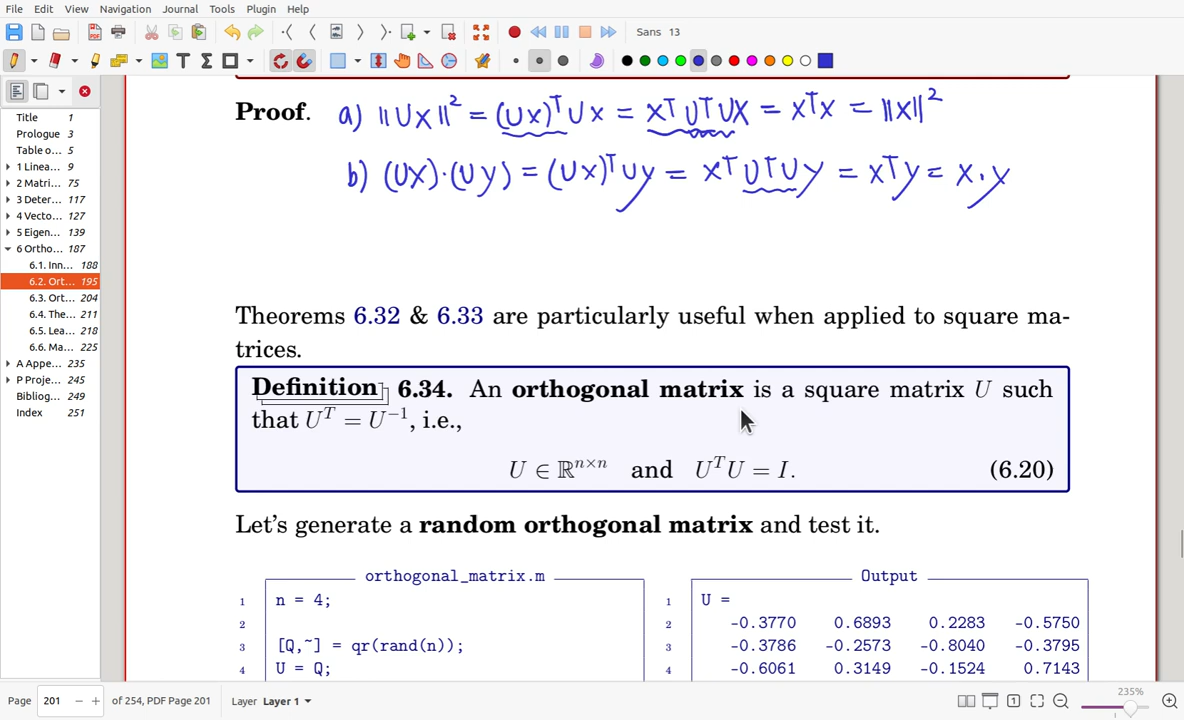 File Edit View Navigation Journal Tools Plugin Help
Sans 13
Title 1
Prologue 3
Table o... 5
1 Linea... 9
2 Matri... 75
3 Deter... 117
4 Vecto... 127
5 Eigen... 139
6 Ortho... 187
6.1. Inn... 188
6.2. Ort... 195
6.3. Ort... 204
6.4. The... 211
6.5. Lea... 218
6.6. Ma... 225
A Appe... 235
P Proje... 245
Bibliog... 249
Index 251
Proof. a) ||Ux||² = (Ux)ᵀUx = xᵀUᵀUx = xᵀx = ||x||²
b) (Ux)·(Uy) = (Ux)ᵀUy = xᵀUᵀUy = xᵀy = x·y
Theorems 6.32 & 6.33 are particularly useful when applied to square ma-
trices.
Definition 6.34. An orthogonal matrix is a square matrix U such
that Uᵀ = U⁻¹, i.e.,
U ∈ ℝⁿˣⁿ and UᵀU = I. (6.20)
Let's generate a random orthogonal matrix and test it.
orthogonal_matrix.m
1 n = 4;
2
3 [Q,~] = qr(rand(n));
4 U = Q;
Output
1 U =
2 -0.3770 0.6893 0.2283 -0.5750
3 -0.3786 -0.2573 -0.8040 -0.3795
4 -0.6061 0.3149 -0.1524 0.7143
Page 201 of 254, PDF Page 201 Layer Layer 1 235%